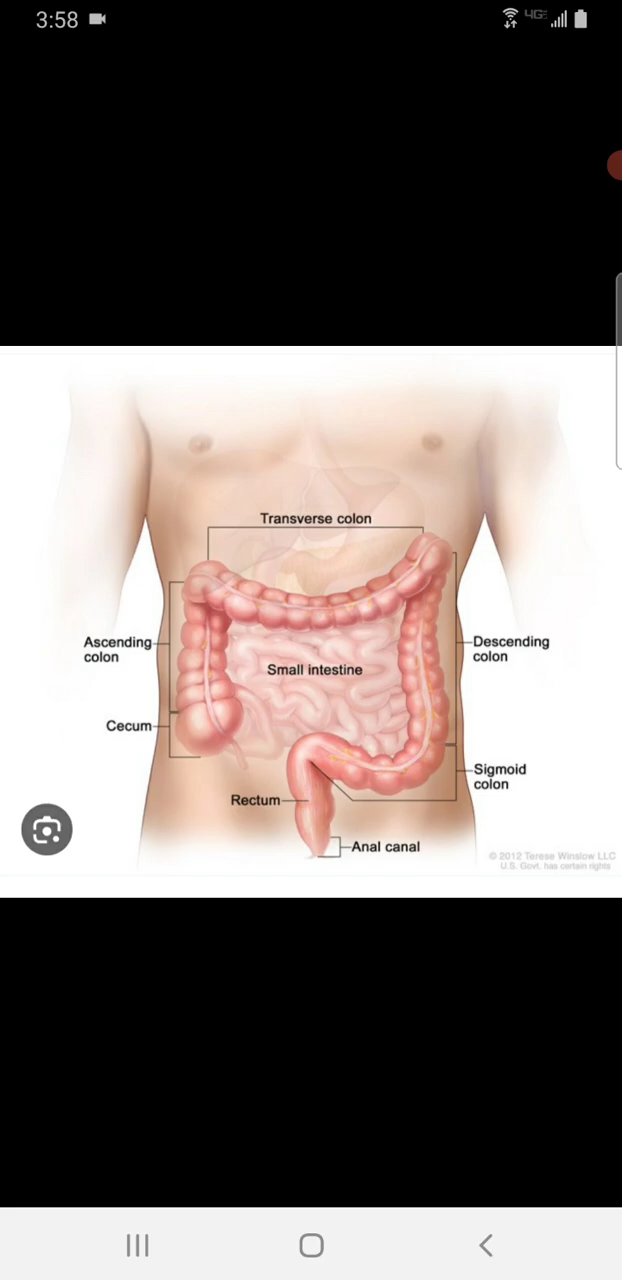 3:58
4GE
Transverse colon
Ascending
colon
Small intestine
Descending
colon
Cecum
Sigmoid
colon
Rectum
Anal canal
© 2012 Terese Winslow LLC
U.S. Govt. has certain rights